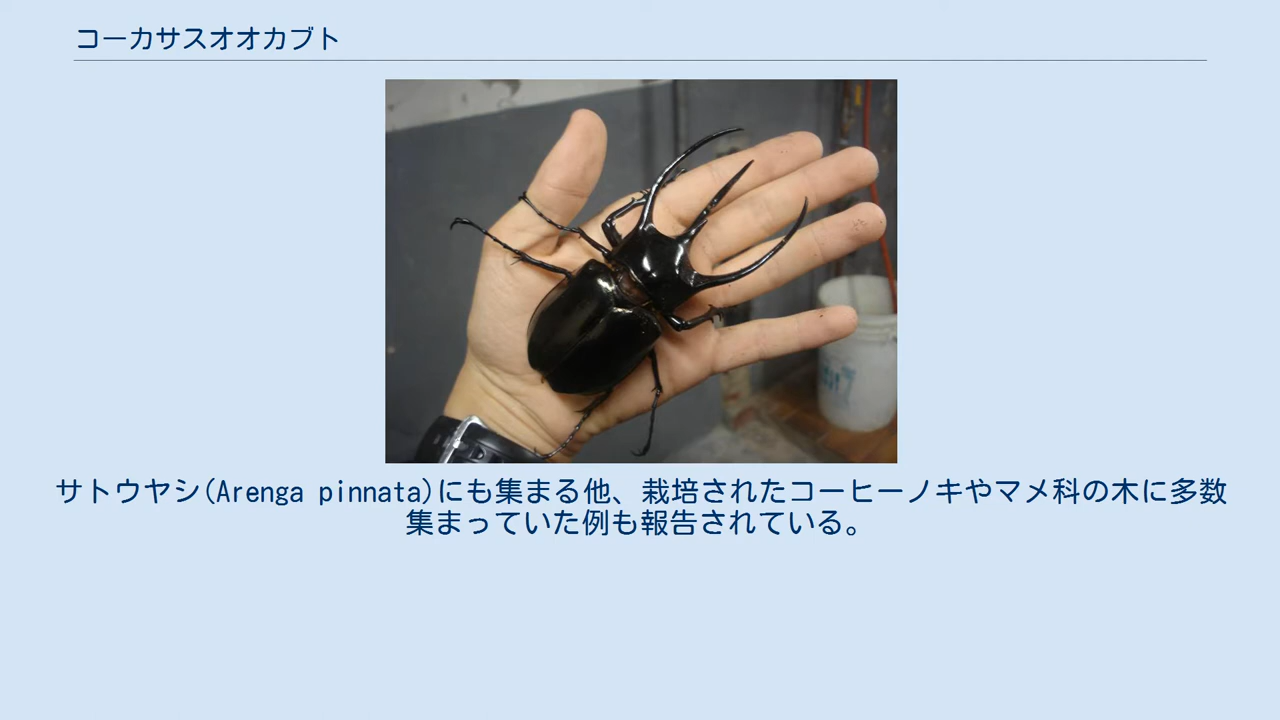 コーカサスオオカブト
サトウヤシ(Arenga pinnata)にも集まる他、栽培されたコーヒーノキやマメ科の木に多数
集まっていた例も報告されている。